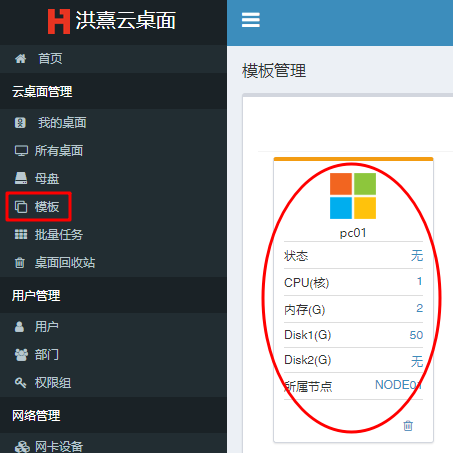 洪熹云桌面
首页
云桌面管理
我的桌面
所有桌面
母盘
模板
批量任务
桌面回收站
用户管理
用户
部门
权限组
网络管理
网卡设备
模板管理
pc01
状态 无
CPU(核) 1
内存(G) 2
Disk1(G) 50
Disk2(G) 无
所属节点 NODE01